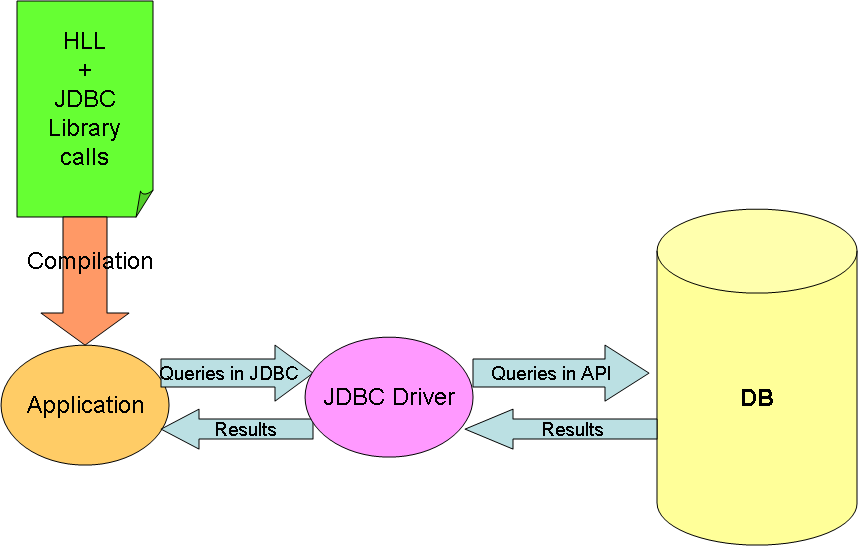 HLL
+
JDBC
Library
calls
Compilation
Queries in JDBC
Queries in API
Application
JDBC Driver
DB
Results
Results